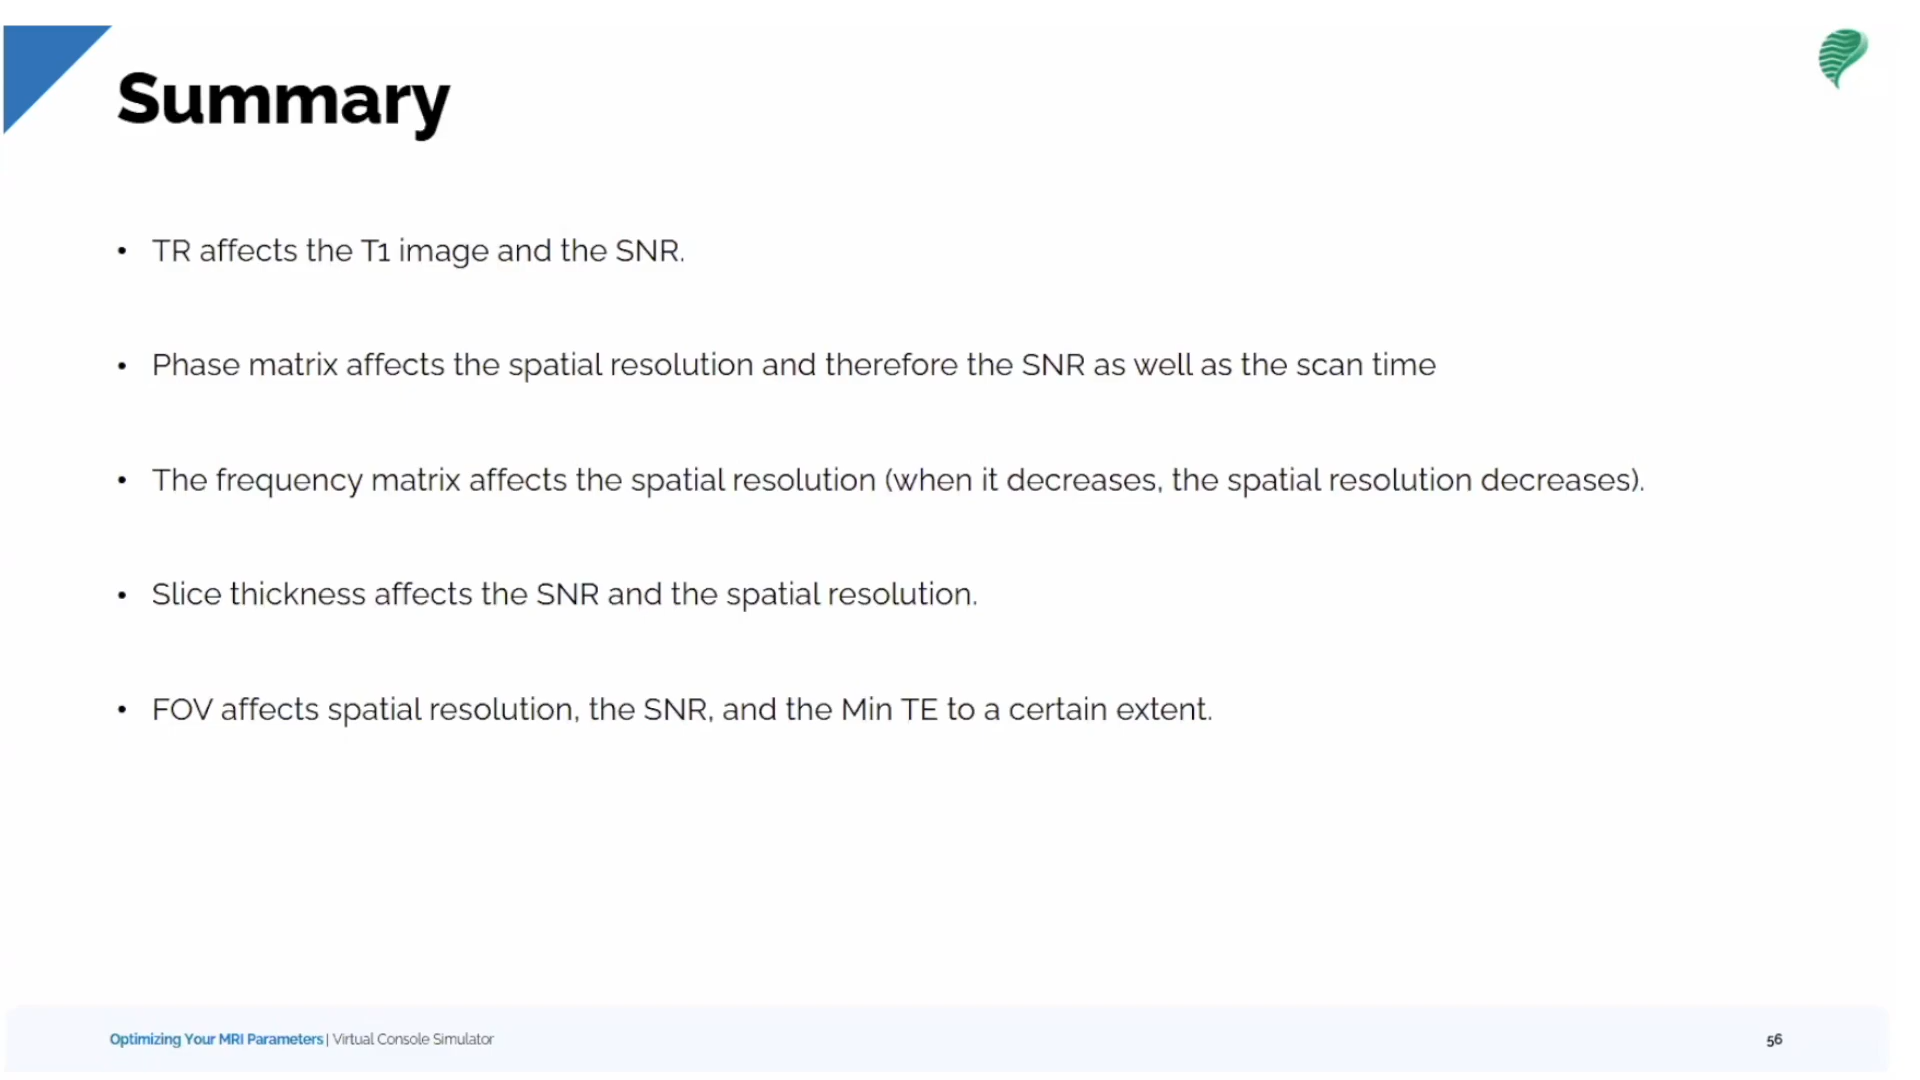 Summary
• TR affects the T1 image and the SNR.
• Phase matrix affects the spatial resolution and therefore the SNR as well as the scan time
• The frequency matrix affects the spatial resolution (when it decreases, the spatial resolution decreases).
• Slice thickness affects the SNR and the spatial resolution.
• FOV affects spatial resolution, the SNR, and the Min TE to a certain extent.
Optimizing Your MRI Parameters | Virtual Console Simulator
56